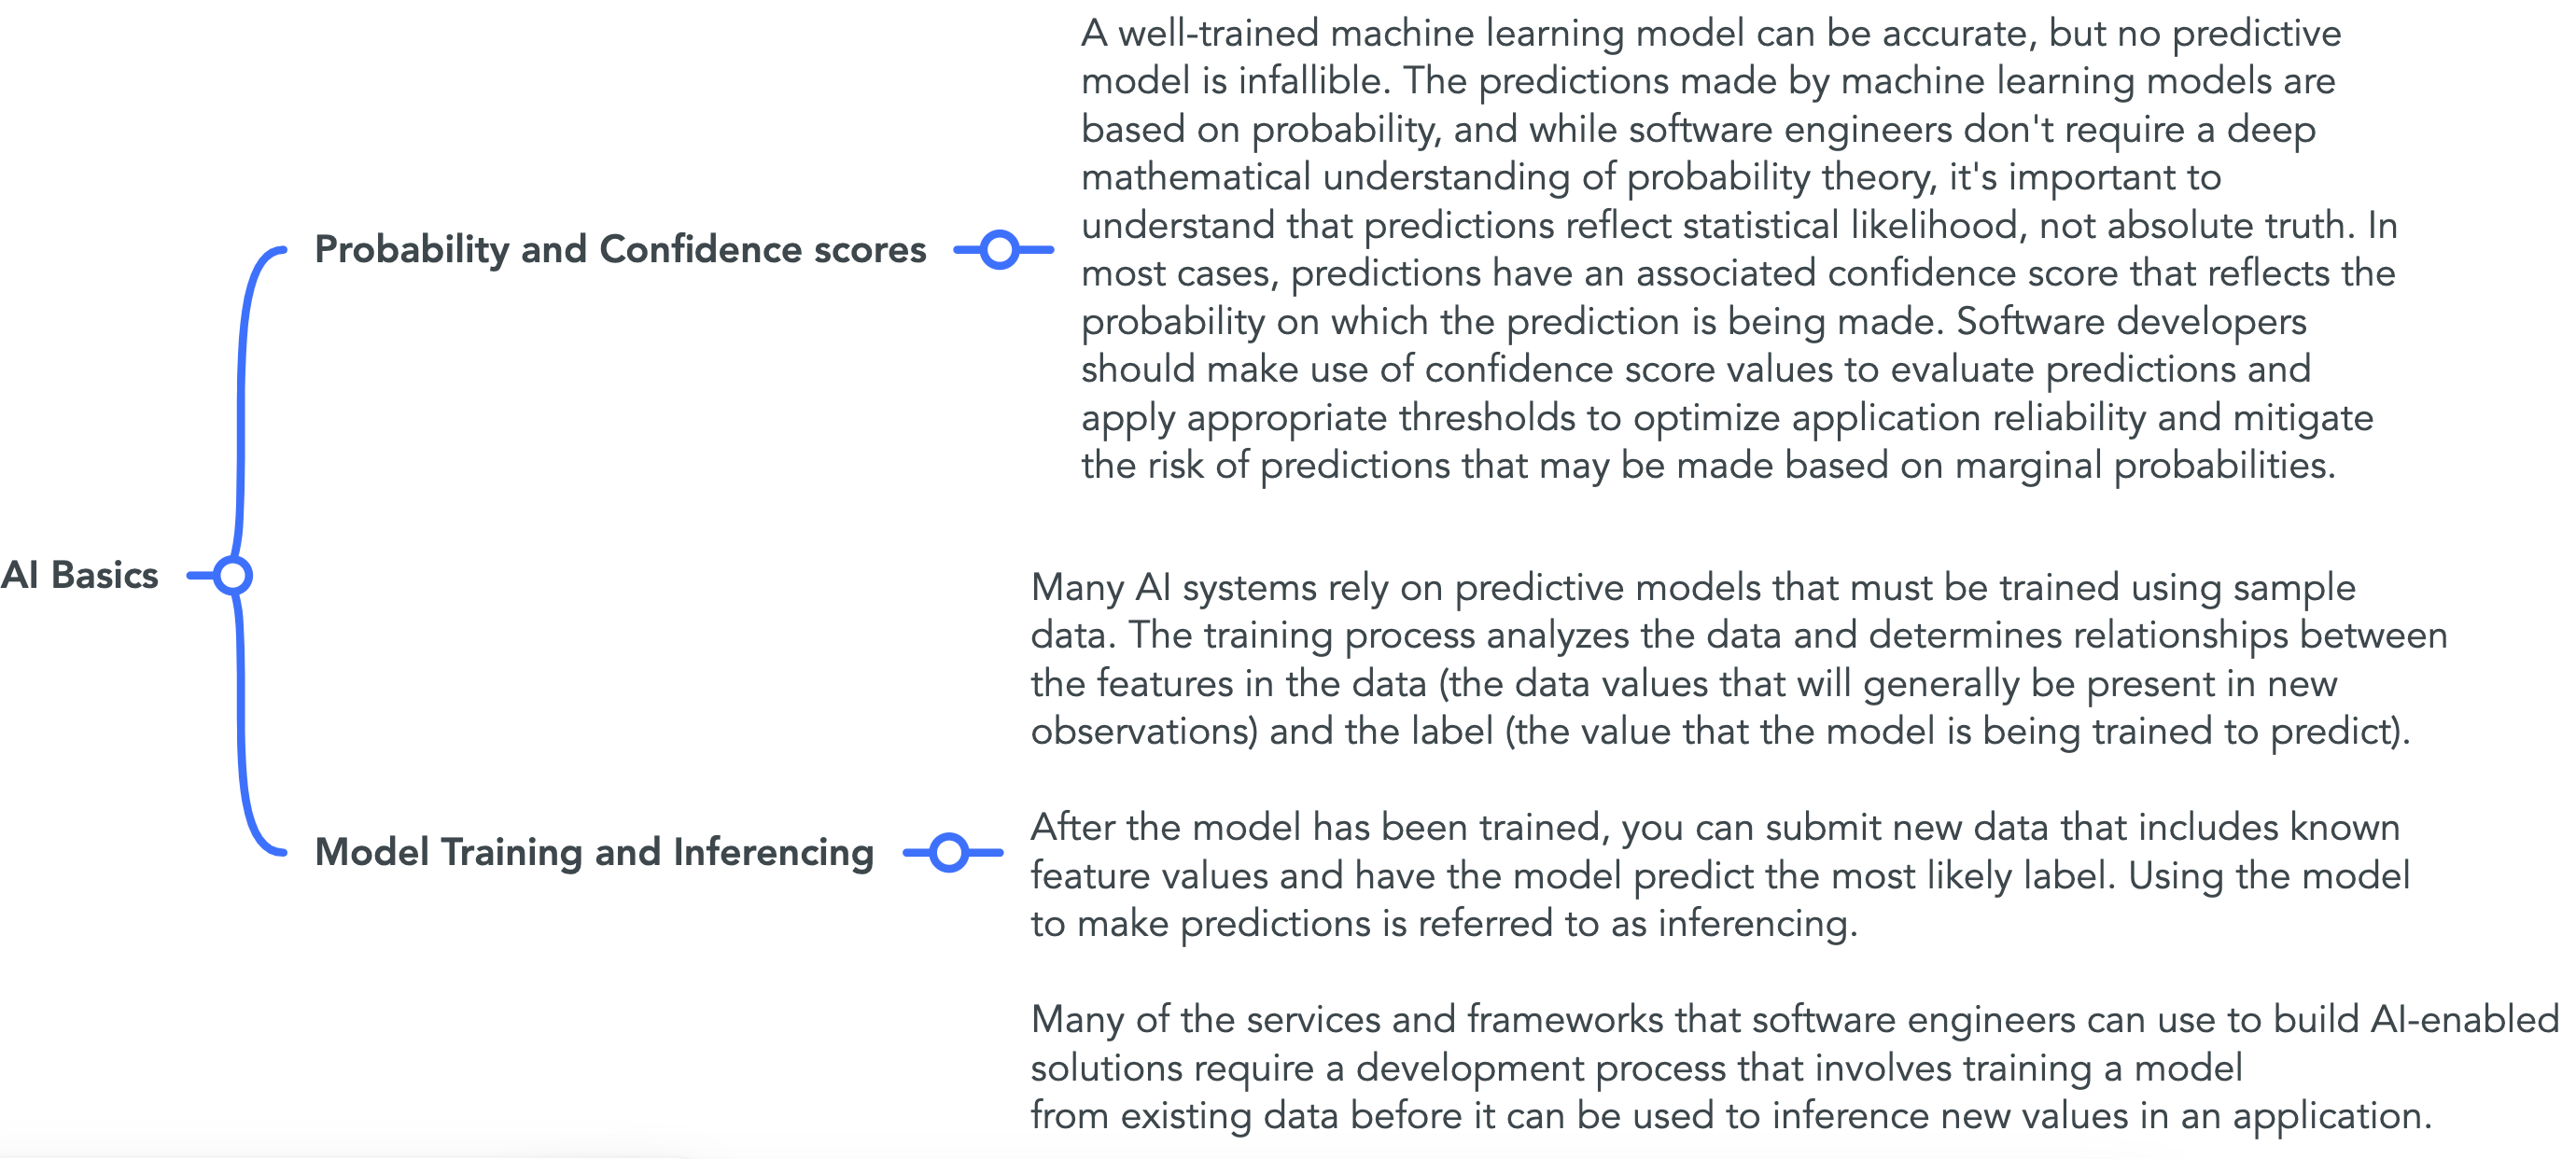 AI Basics
Probability and Confidence scores
A well-trained machine learning model can be accurate, but no predictive
model is infallible. The predictions made by machine learning models are
based on probability, and while software engineers don't require a deep
mathematical understanding of probability theory, it's important to
understand that predictions reflect statistical likelihood, not absolute truth. In
most cases, predictions have an associated confidence score that reflects the
probability on which the prediction is being made. Software developers
should make use of confidence score values to evaluate predictions and
apply appropriate thresholds to optimize application reliability and mitigate
the risk of predictions that may be made based on marginal probabilities.
Model Training and Inferencing
Many AI systems rely on predictive models that must be trained using sample
data. The training process analyzes the data and determines relationships between
the features in the data (the data values that will generally be present in new
observations) and the label (the value that the model is being trained to predict).
After the model has been trained, you can submit new data that includes known
feature values and have the model predict the most likely label. Using the model
to make predictions is referred to as inferencing.
Many of the services and frameworks that software engineers can use to build AI-enabled
solutions require a development process that involves training a model
from existing data before it can be used to inference new values in an application.